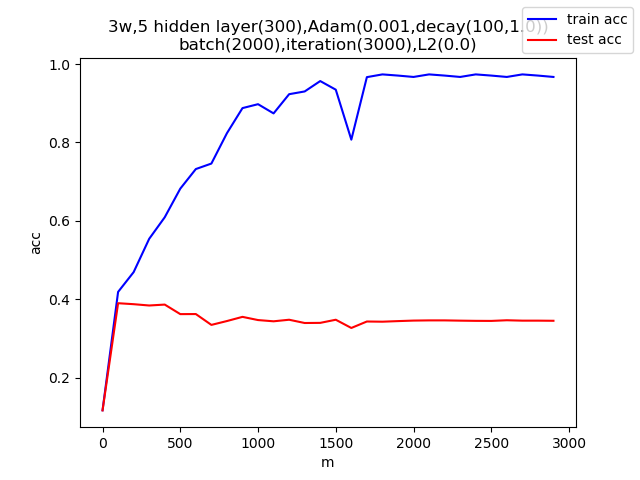 3w,5 hidden layer(300),Adam(0.001,decay(100,1.0))
batch(2000),iteration(3000),L2(0.0)
train acc
test acc
1.0
0.8
0.6
0.4
0.2
acc
0
500
1000
1500
2000
2500
3000
m